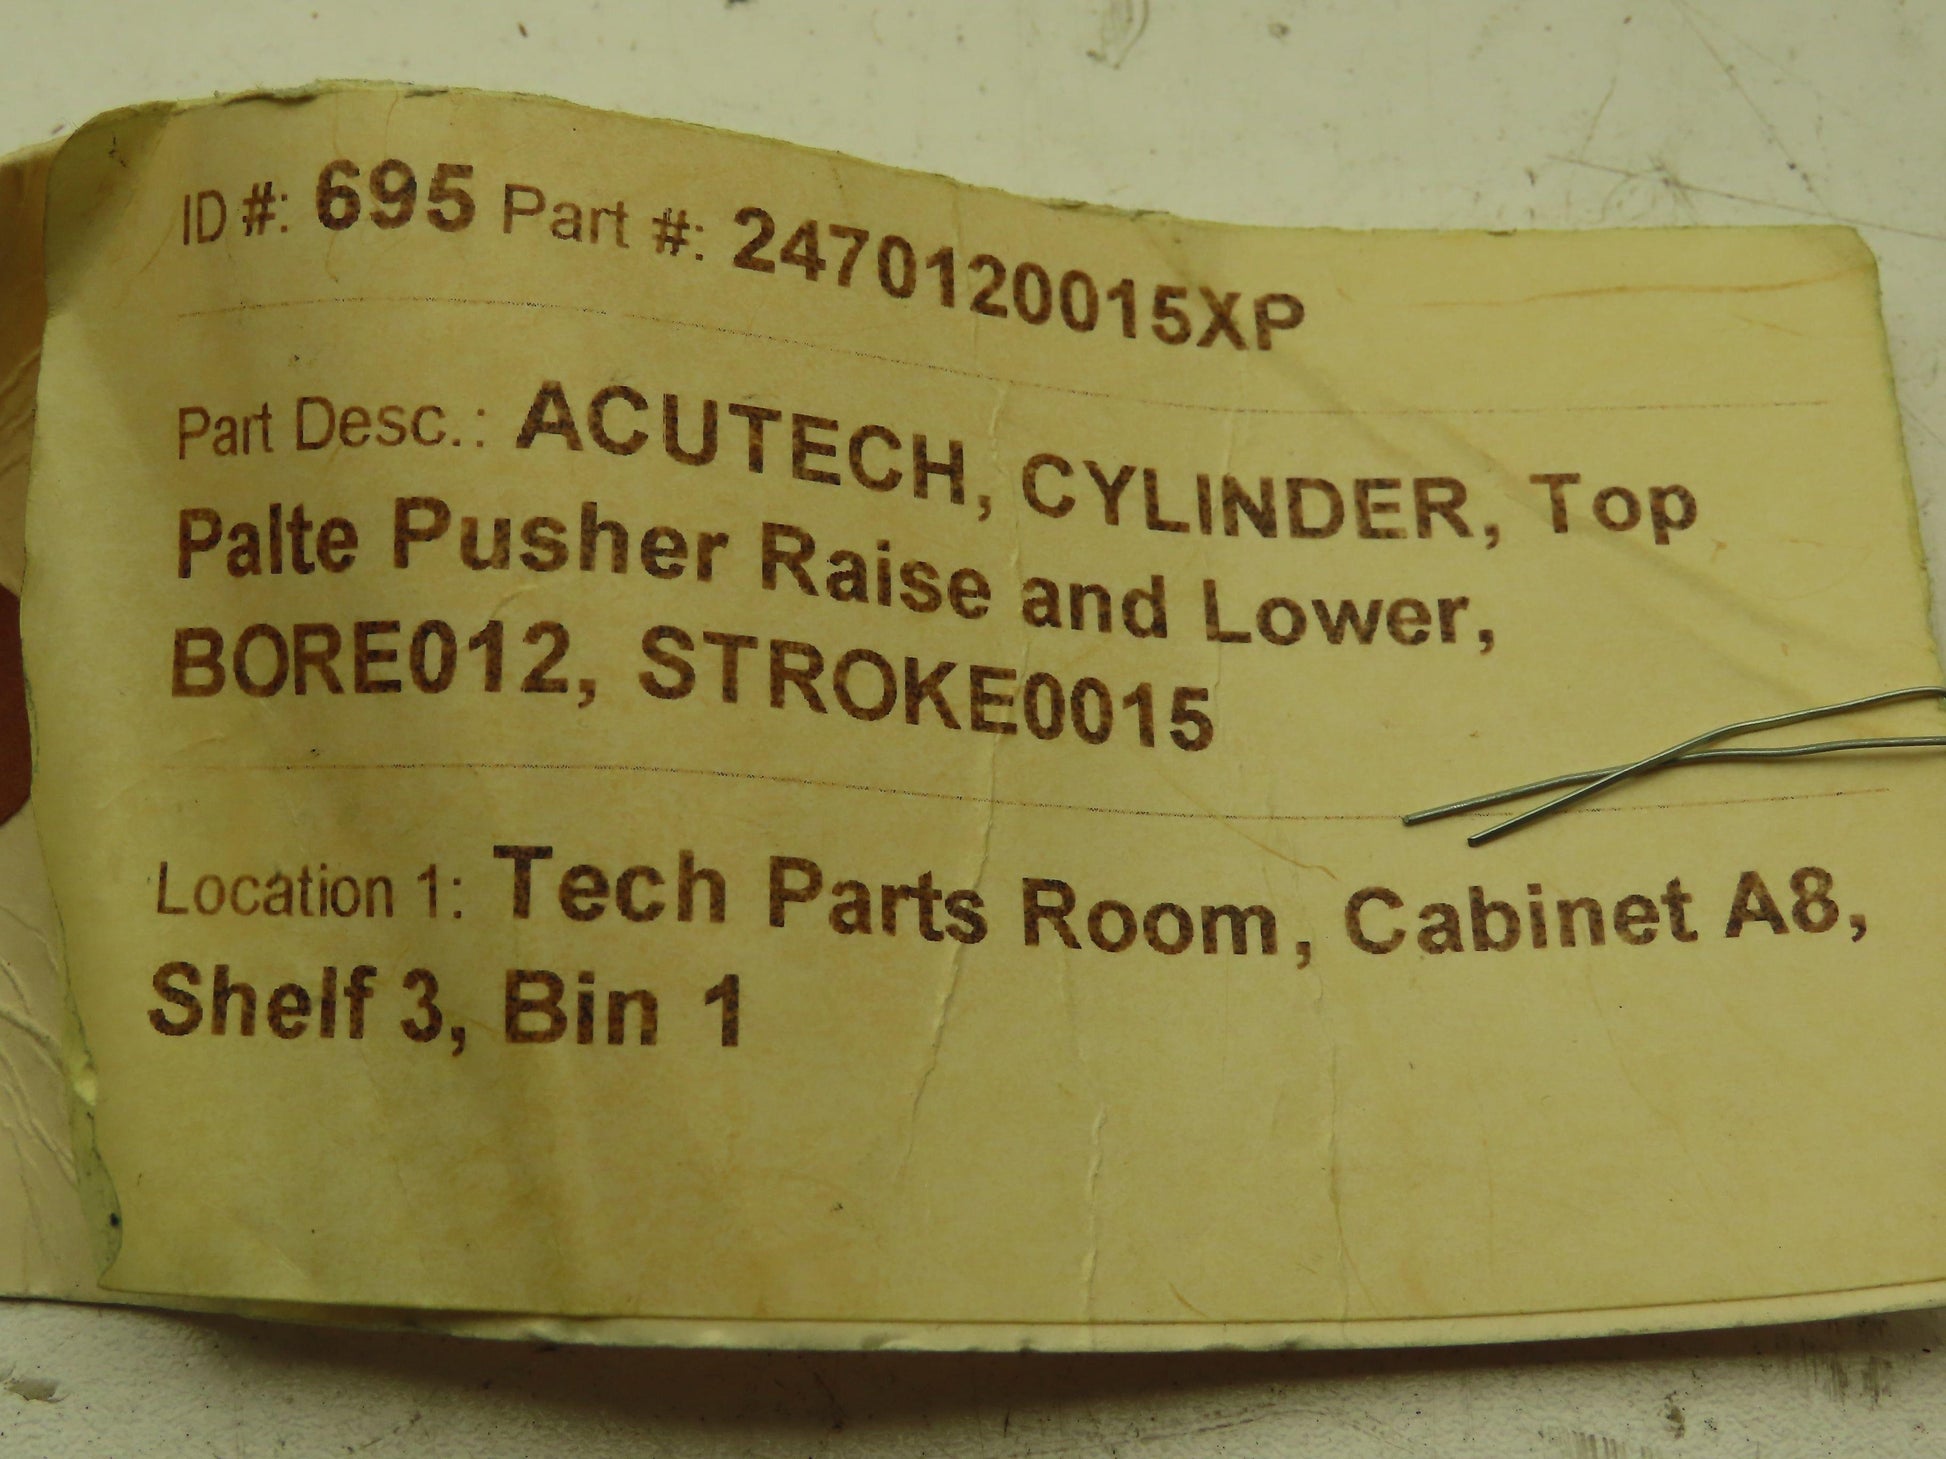 ID #: 695 Part #: 2470120015XP
Part Desc.: ACUTECH, CYLINDER, Top
Palte Pusher Raise and Lower,
BORE012, STROKE0015
Location 1: Tech Parts Room, Cabinet A8,
Shelf 3, Bin 1